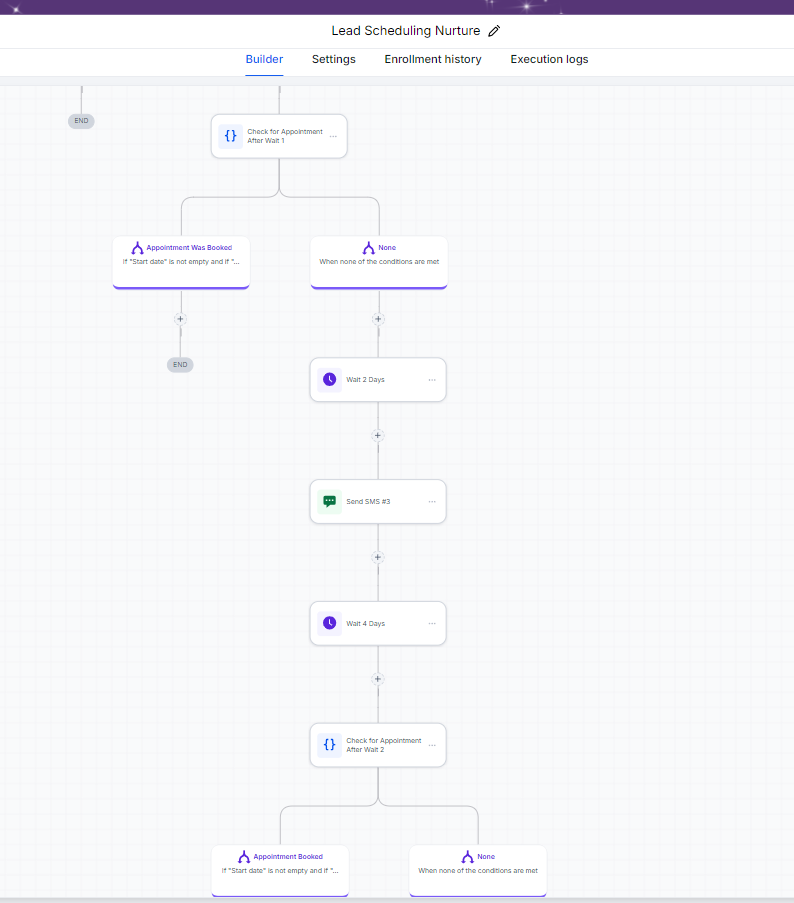 Lead Scheduling Nurture
Builder Settings Enrollment history Execution logs
END
Check for Appointment
After Wait 1
Appointment Was Booked
If "Start date" is not empty and if "...
None
When none of the conditions are met
END
Wait 2 Days
Send SMS #3
Wait 4 Days
Check for Appointment
After Wait 2
Appointment Booked
If "Start date" is not empty and if "...
None
When none of the conditions are met